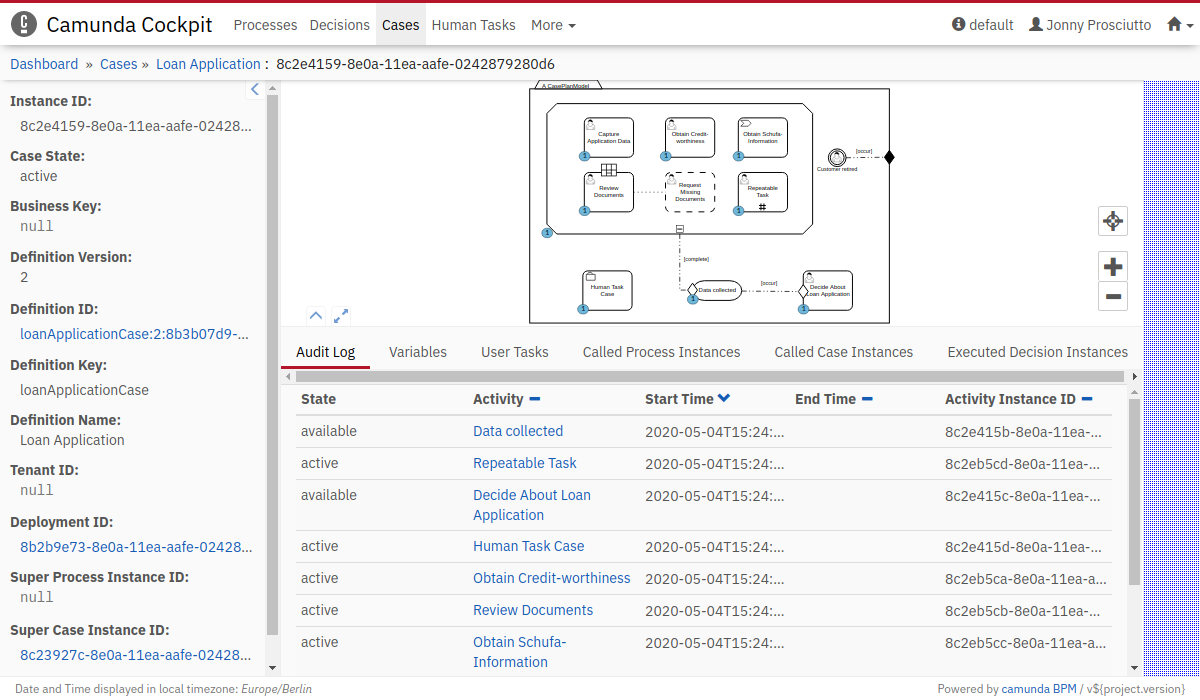 Camunda Cockpit Processes Decisions Cases Human Tasks More default Jonny Prosciutto
Dashboard » Cases » Loan Application : 8c2e4159-8e0a-11ea-aafe-0242879280d6
Instance ID:
8c2e4159-8e0a-11ea-aafe-02428...
Case State:
active
Business Key:
null
Definition Version:
2
Definition ID:
loanApplicationCase:2:8b3b07d9-...
Definition Key:
loanApplicationCase
Definition Name:
Loan Application
Tenant ID:
null
Deployment ID:
8b2b9e73-8e0a-11ea-aafe-02428...
Super Process Instance ID:
null
Super Case Instance ID:
8c23927c-8e0a-11ea-aafe-02428...
A CasePlanModel
Capture
Application Data
1
Obtain Credit-
worthiness
1
Obtain Schufa-
Information
1
Review
Documents
1
Request
Missing
Documents
Repeatable
Task
1
1
[occur]
Customer retired
[complete]
Human Task
Case
1
Data collected
1
[occur]
Decide About
Loan Application
1
Audit Log Variables User Tasks Called Process Instances Called Case Instances Executed Decision Instances
State Activity Start Time End Time Activity Instance ID
available Data collected 2020-05-04T15:24:... 8c2e415b-8e0a-11ea-...
active Repeatable Task 2020-05-04T15:24:... 8c2eb5cd-8e0a-11ea-...
available Decide About Loan 2020-05-04T15:24:... 8c2e415c-8e0a-11ea-...
Application
active Human Task Case 2020-05-04T15:24:... 8c2e415d-8e0a-11ea-...
active Obtain Credit-worthiness 2020-05-04T15:24:... 8c2eb5ca-8e0a-11ea-a...
active Review Documents 2020-05-04T15:24:... 8c2eb5cb-8e0a-11ea-...
active Obtain Schufa- 2020-05-04T15:24:... 8c2eb5cc-8e0a-11ea-a...
Information
Date and Time displayed in local timezone: Europe/Berlin
Powered by camunda BPM / v${project.version}